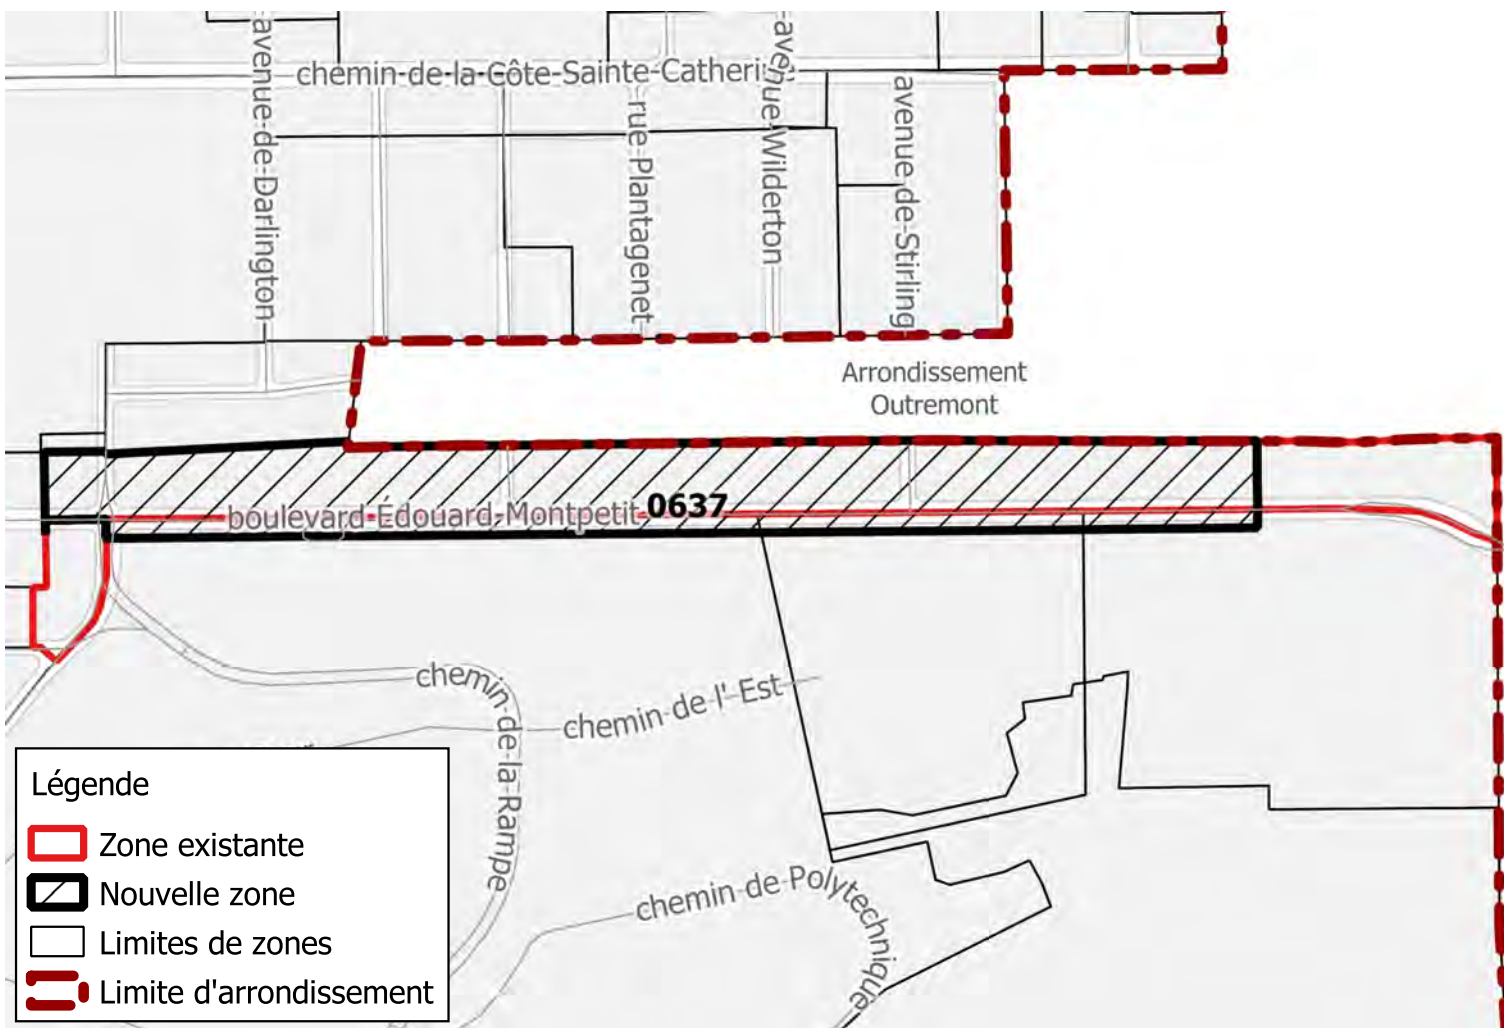 avenue-de-Darlington
chemin-de-la-Côte-Sainte-Catherine
rue-Plantagenet
avenue-Wilderton
avenue-de-Stirling
Arrondissement
Outremont
boulevard-Édouard-Montpetit
0637
chemin-de-la-Rampe
chemin-de-l'-Est
chemin-de-Polytechnique
Légende
Zone existante
Nouvelle zone
Limites de zones
Limite d'arrondissement